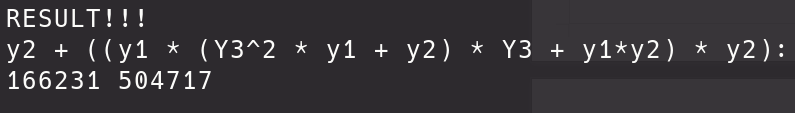 RESULT!!!
y2 + ((y1 * (Y3^2 * y1 + y2) * Y3 + y1*y2) * y2):
166231 504717